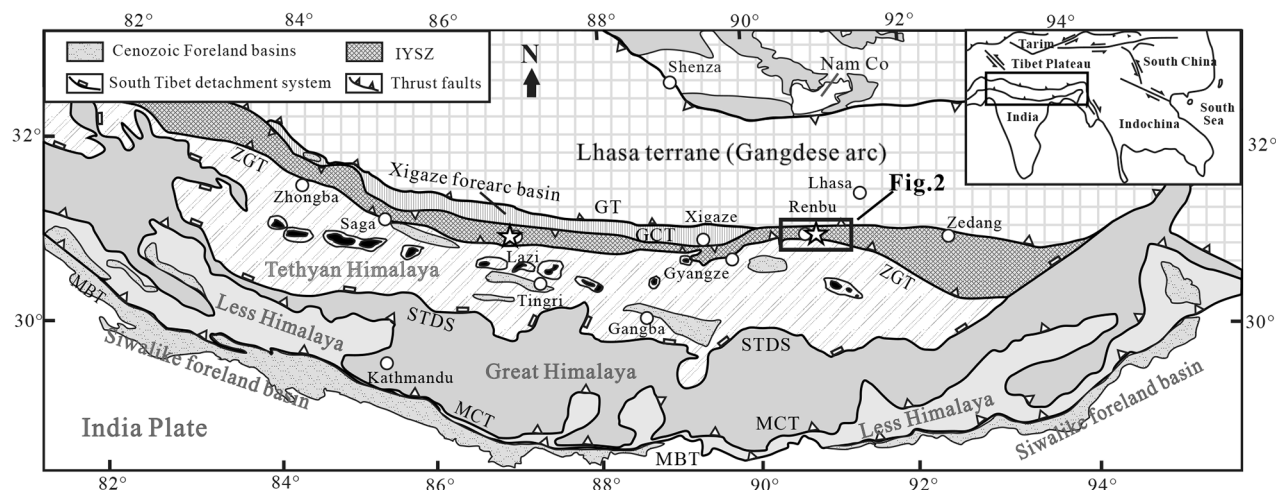 82° 84° 88° 90° 92° 94°
Cenozoic Foreland basins
IYSZ
South Tibet detachment system
Thrust faults
N
Shenza
Nam Co
Tarim
Tibet Plateau
South China
India
Indochina
South
Sea
32°
32°
Lhasa terrane (Gangdese arc)
ZGT
Zhongba
Xigaze forearc basin
Lhasa
Fig.2
Renbu
Saga
GT
Xigaze
Zedang
GCT
Lazi
Gyangze
ZGT
Tethyan Himalaya
Tingri
MBT
Less Himalaya
STDS
Gangba
30°
30°
STDS
Siwalike foreland basin
Kathmandu
Great Himalaya
MCT
MCT
Less Himalaya
Siwalike foreland basin
India Plate
MBT
82° 84° 86° 88° 90° 92° 94°